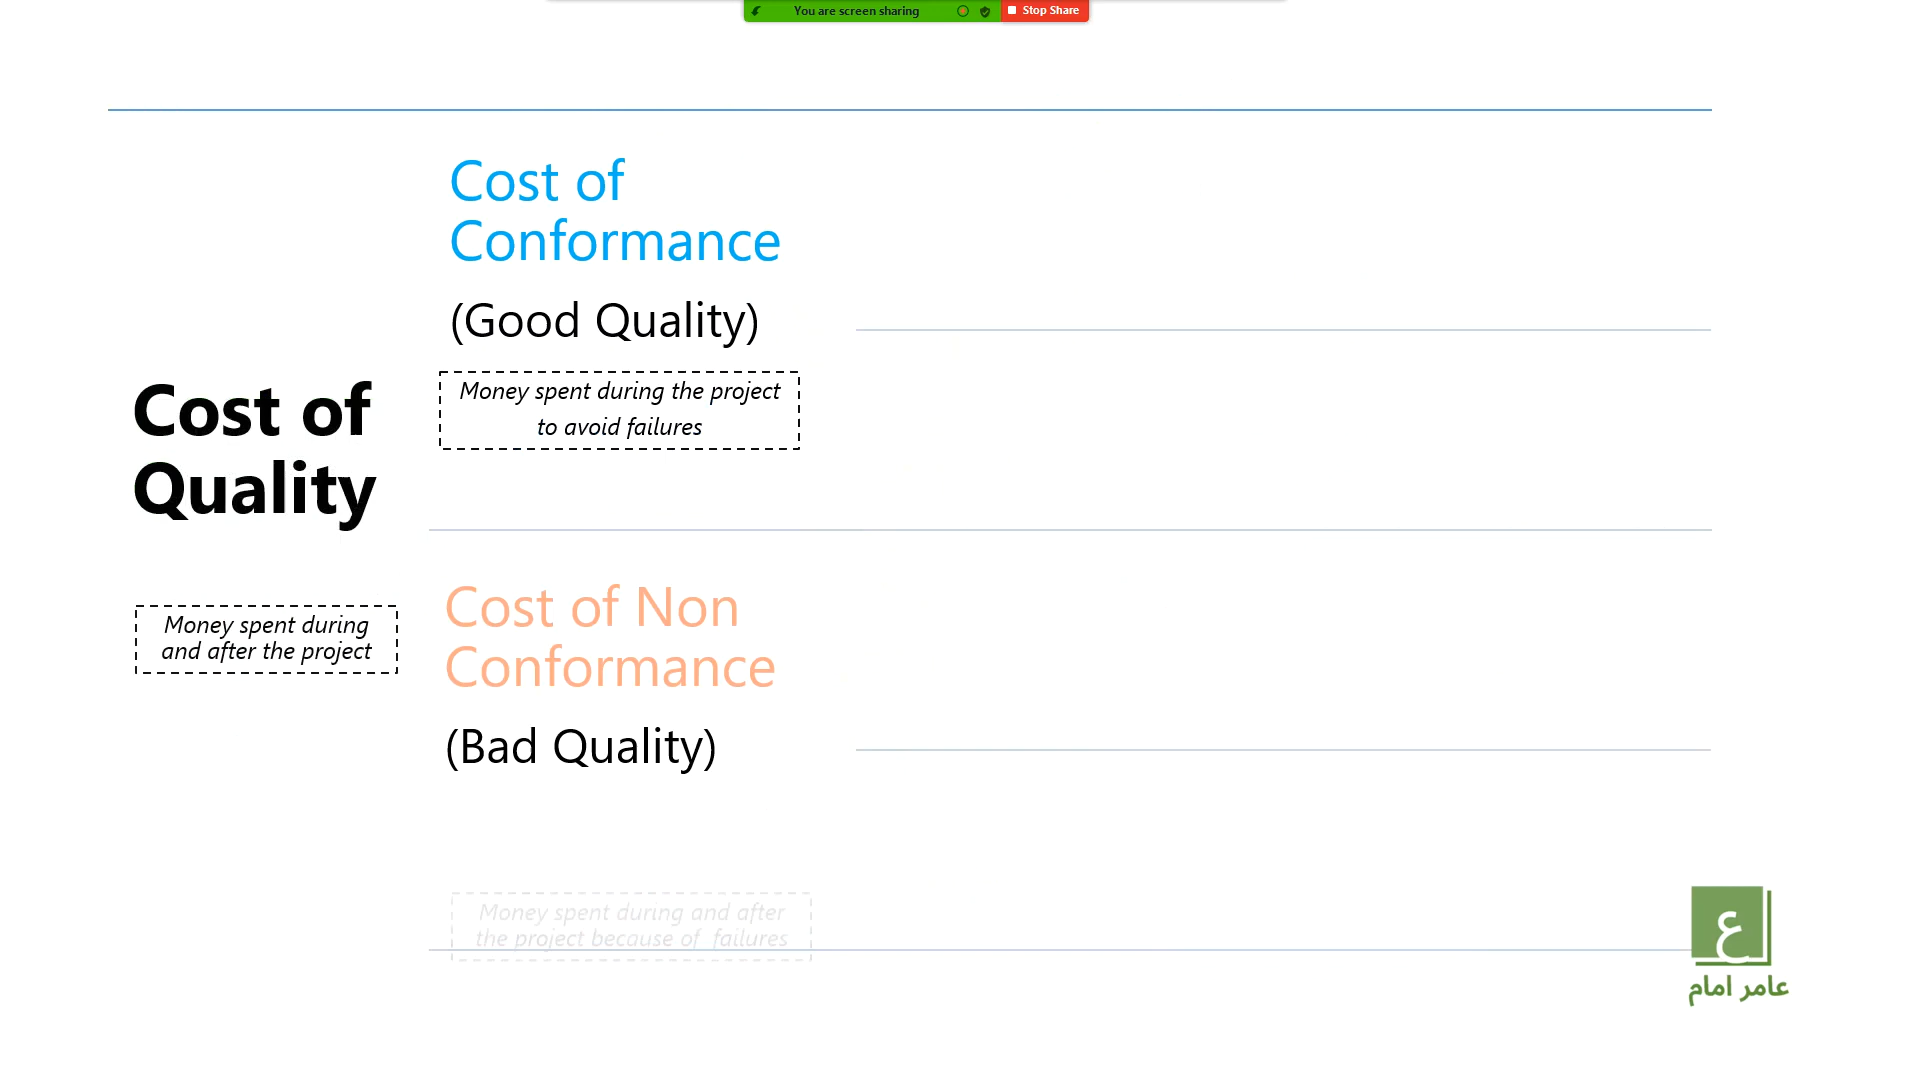 You are screen sharing
Stop Share
Cost of
Conformance
(Good Quality)
Money spent during the project
to avoid failures
Cost of
Quality
Money spent during
and after the project
Cost of Non
Conformance
(Bad Quality)
Money spent during and after
the project because of failures
ع
عامر امام